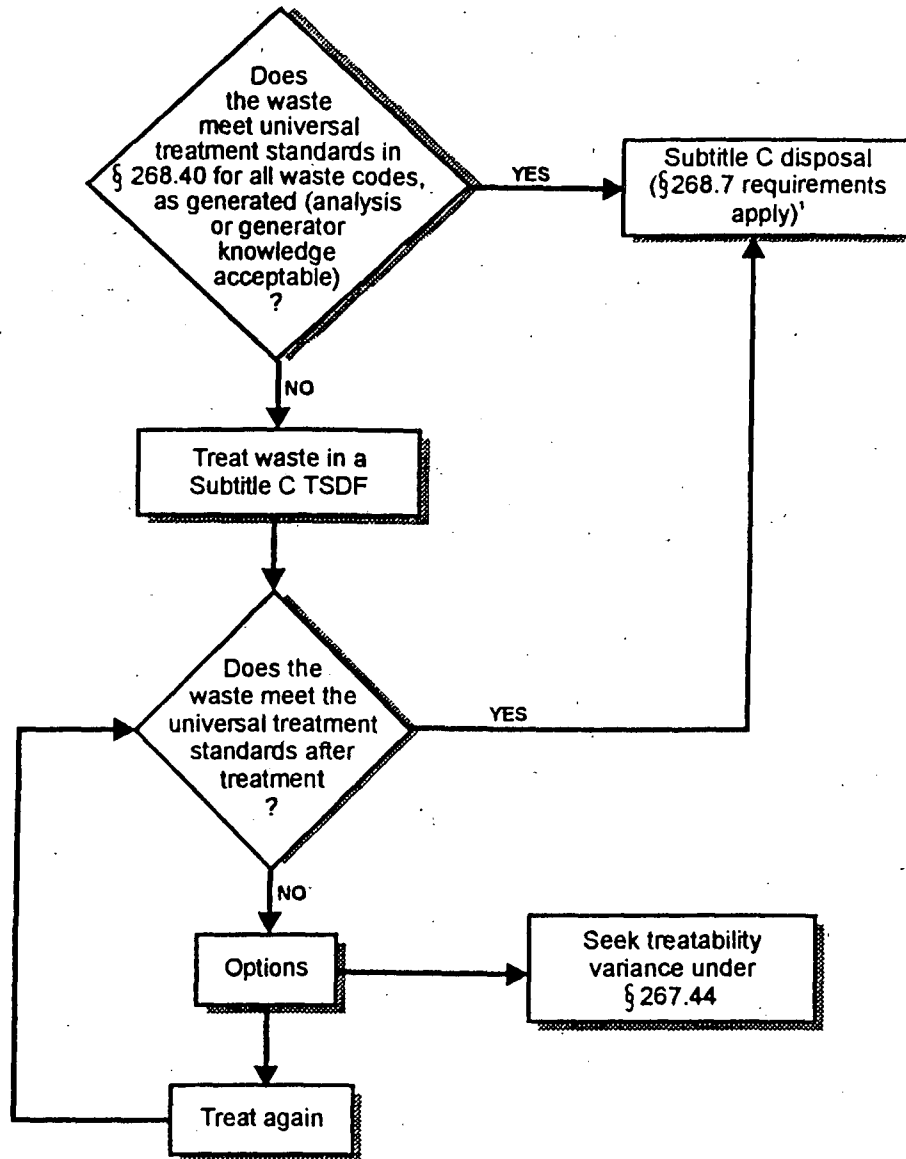 Does
the waste
meet universal
treatment standards in
§ 268.40 for all waste codes,
as generated (analysis
or generator
knowledge
acceptable)
?
YES
Subtitle C disposal
(§268.7 requirements
apply)¹
NO
Treat waste in a
Subtitle C TSDF
Does the
waste meet the
universal treatment
standards after
treatment
?
YES
NO
Options
Seek treatability
variance under
§ 267.44
Treat again